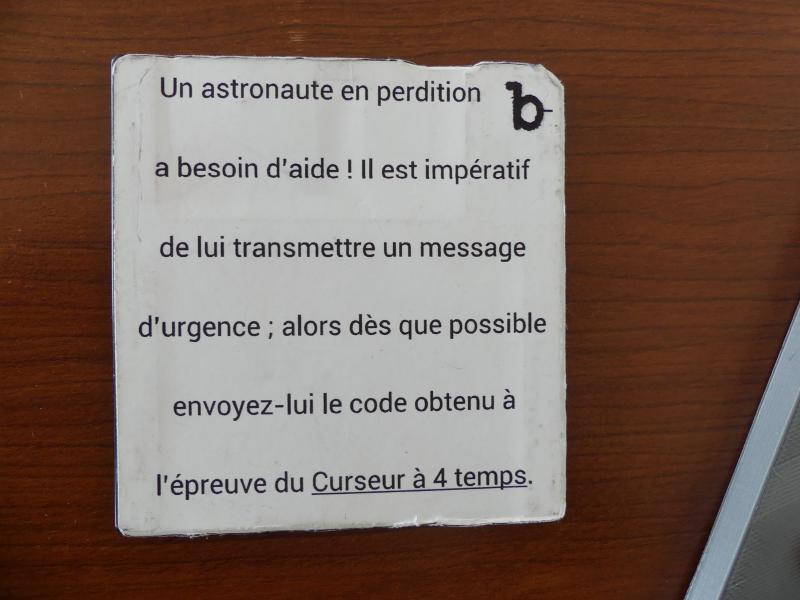 Un astronaute en perdition
b
a besoin d'aide ! Il est impératif
de lui transmettre un message
d'urgence ; alors dès que possible
envoyez-lui le code obtenu à
l'épreuve du Curseur à 4 temps.